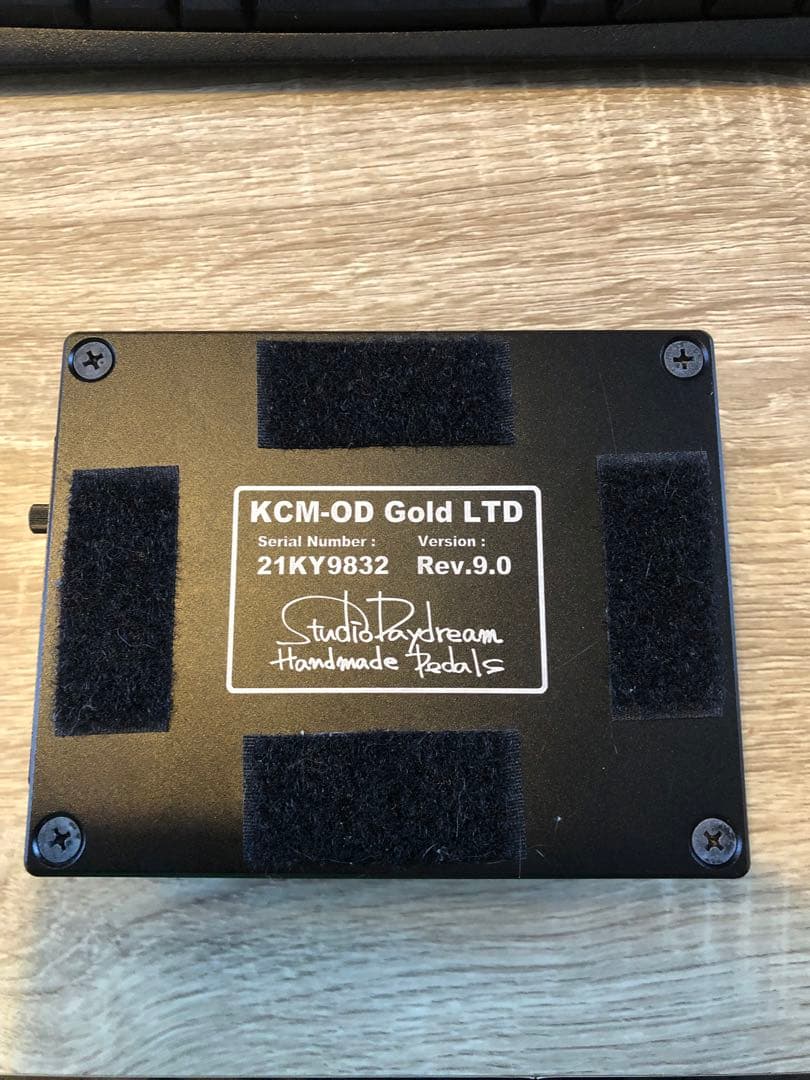 KCM-OD Gold LTD
Serial Number : Version :
21KY9832 Rev.9.0
StudioDaydream
Handmade Pedals